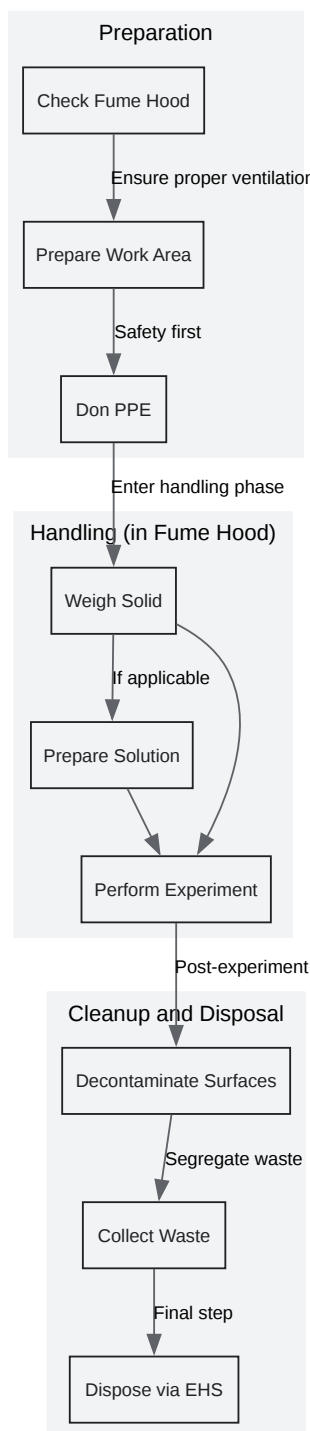 Preparation
Check Fume Hood
Ensure proper ventilation
Prepare Work Area
Safety first
Don PPE
Enter handling phase
Handling (in Fume Hood)
Weigh Solid
If applicable
Prepare Solution
Perform Experiment
Post-experiment
Cleanup and Disposal
Decontaminate Surfaces
Segregate waste
Collect Waste
Final step
Dispose via EHS